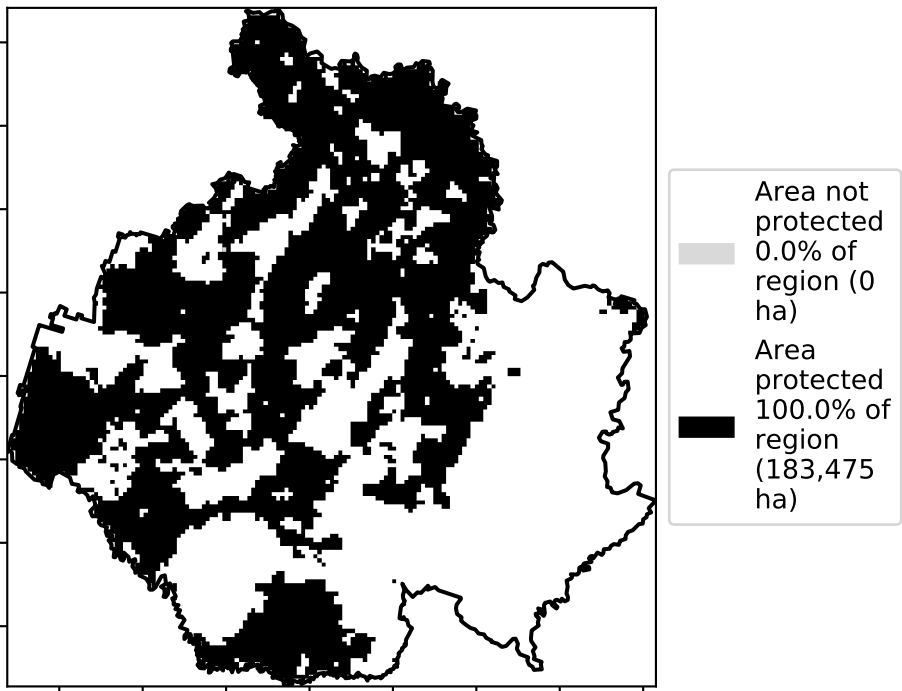 Area not
protected
0.0% of
region (0
ha)
Area
protected
100.0% of
region
(183,475
ha)